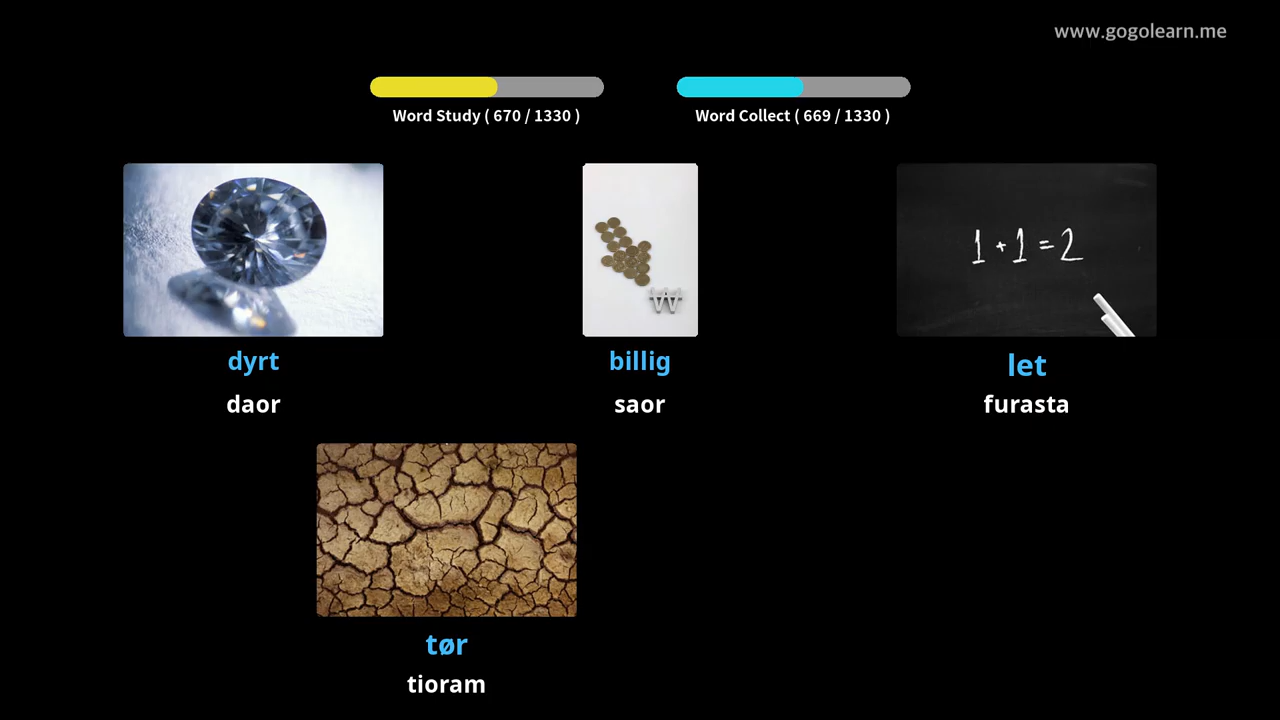 www.gogolearn.me
Word Study ( 670 / 1330 )
Word Collect ( 669 / 1330 )
₩
1 + 1 = 2
dyrt
billig
let
daor
saor
furasta
tør
tioram